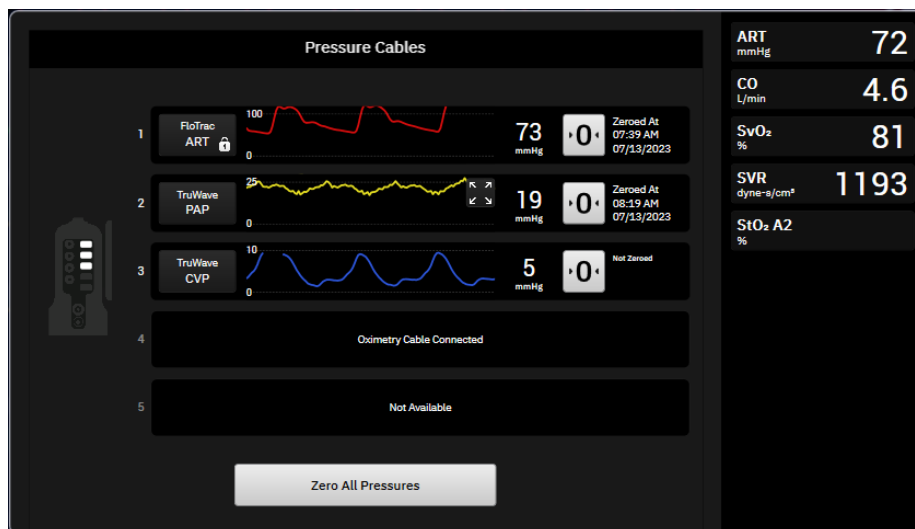 Pressure Cables
1
FloTrac
ART
100
0
73
mmHg
0
Zeroed At
07:39 AM
07/13/2023
2
TruWave
PAP
25
0
19
mmHg
0
Zeroed At
08:19 AM
07/13/2023
3
TruWave
CVP
10
0
5
mmHg
0
Not Zeroed
4
Oximetry Cable Connected
5
Not Available
Zero All Pressures
ART
mmHg
72
CO
L/min
4.6
SvO₂
%
81
SVR
dyne-s/cm⁵
1193
StO₂ A2
%